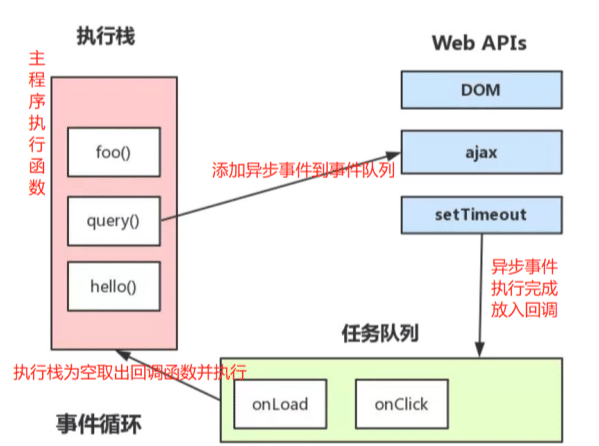 执行栈
主程序执行函数
foo()
query()
hello()
Web APIs
DOM
ajax
setTimeout
添加异步事件到事件队列
异步事件
执行完成
放入回调
任务队列
onLoad
onClick
执行栈为空取出回调函数并执行
事件循环